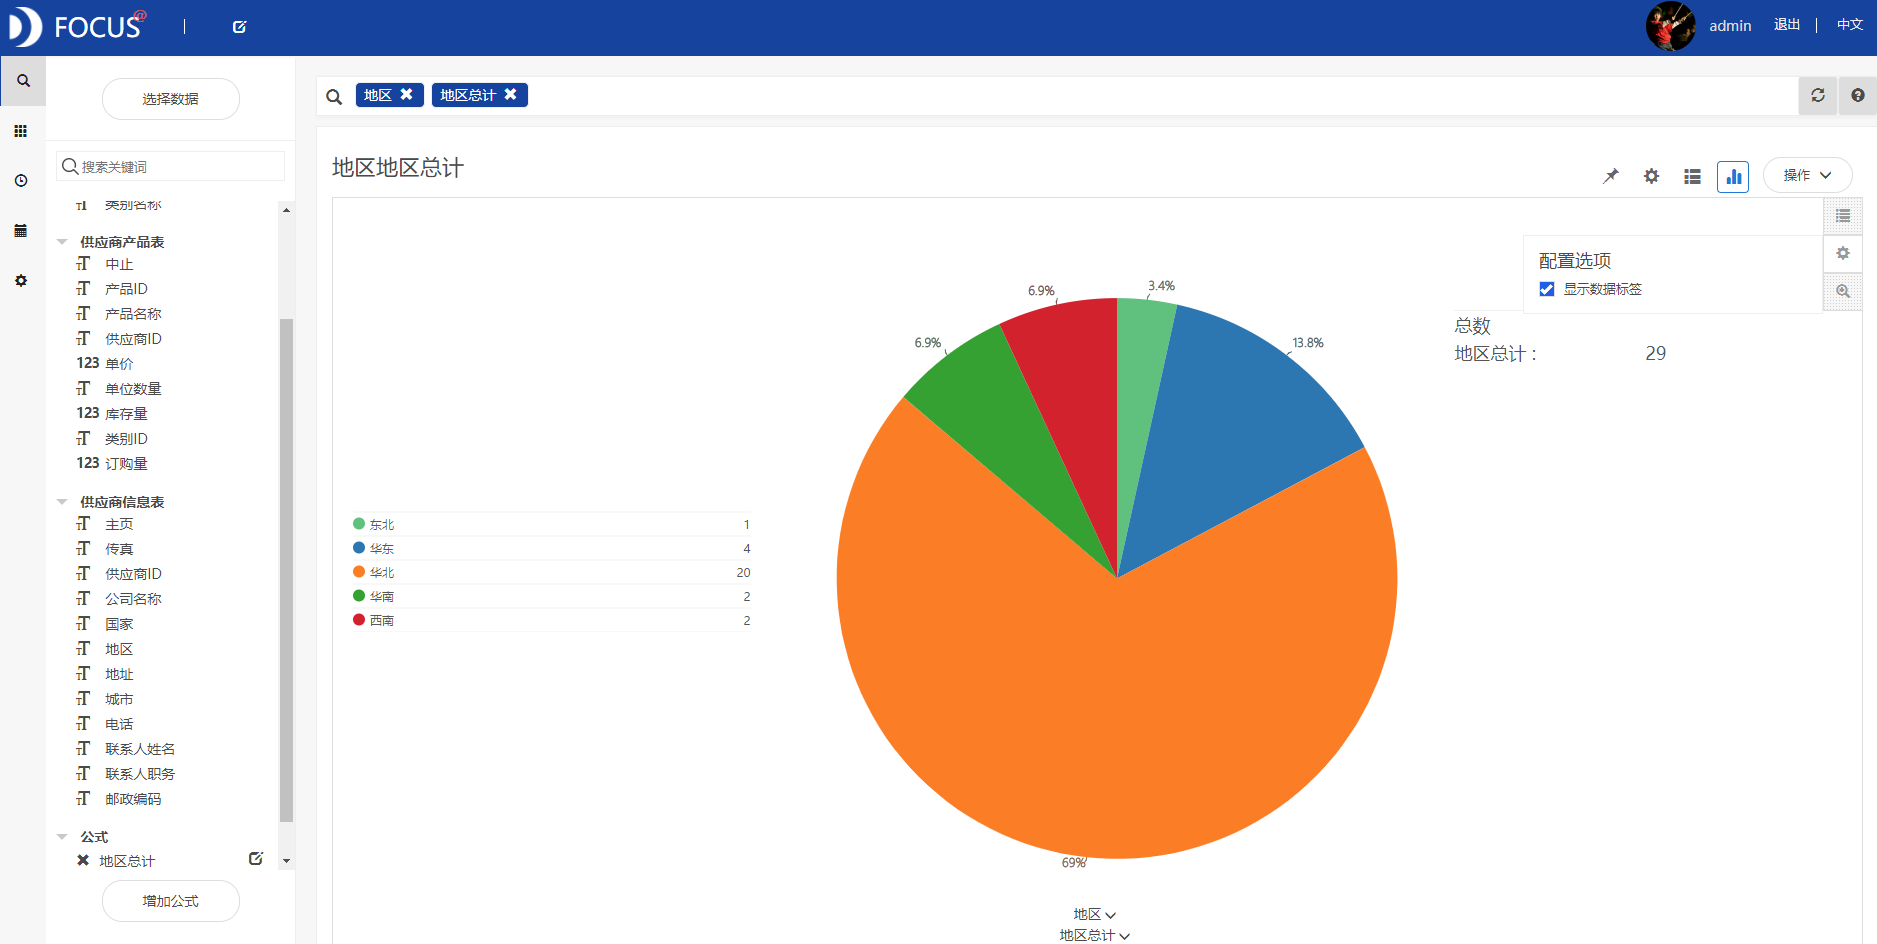 FOCUS@
admin 退出 中文
选择数据
地区 地区总计
搜索关键词
类别名称
供应商产品表
中止
产品ID
产品名称
供应商ID
123 单价
单位数量
123 库存量
类别ID
123 订购量
供应商信息表
主页
传真
供应商ID
公司名称
国家
地区
地址
城市
电话
联系人姓名
联系人职务
邮政编码
公式
地区总计
增加公式
地区地区总计
操作
配置选项
显示数据标签
总数
地区总计 : 29
东北 1
华东 4
华北 20
华南 2
西南 2
3.4%
13.8%
69%
6.9%
6.9%
地区
地区总计